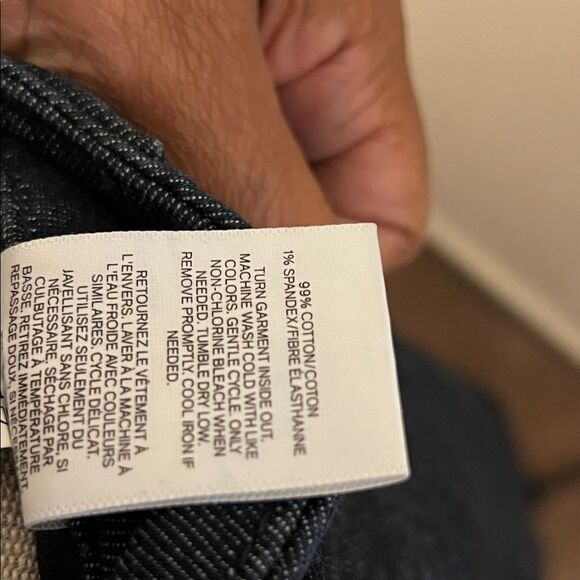 99% COTTON/COTON
1% SPANDEX/FIBRE ÉLASTHANNE
TURN GARMENT INSIDE OUT.
MACHINE WASH COLD WITH LIKE
COLORS, GENTLE CYCLE. ONLY
NON-CHLORINE BLEACH WHEN
NEEDED. TUMBLE DRY LOW.
REMOVE PROMPTLY. COOL IRON IF
NEEDED.
RETOURNEZ LE VÊTEMENT À
L'ENVERS. LAVER À LA MACHINE À
L'EAU FROIDE AVEC COULEURS
SIMILAIRES, CYCLE DÉLICAT.
UTILISEZ SEULEMENT DU
JAVELLISANT SANS CHLORE, SI
NÉCESSAIRE. SÉCHAGE PAR
CULBUTAGE À TEMPÉRATURE
BASSE, RETIREZ IMMÉDIATEMENT.
REPASSAGE DOUX, SI